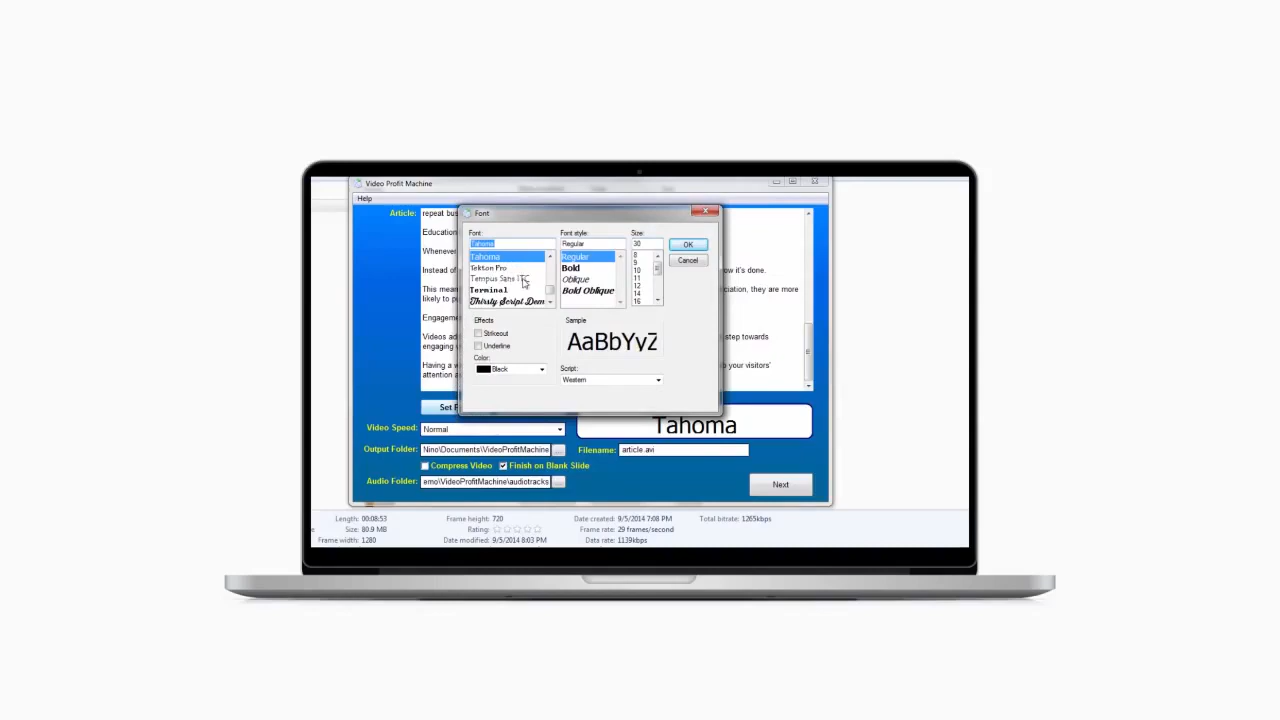 Video Profit Machine
Help
Article:
repeat bus
Education
Whenever
ow it's done.
Instead of
This mean
ociation, they are more
likely to pu
Engageme
Videos ad
step towards
engaging
Having a w
b your visitors'
attention a
Font
Font:
Font style:
Size:
Tahoma
Regular
30
OK
Cancel
Tahoma
Tekton Pro
Tempus Sans ITC
Terminal
Thirsty Script Dem
Regular
Bold
Oblique
Bold Oblique
8
9
10
11
12
14
16
Effects
Strikeout
Underline
Color:
Black
Sample
AaBbYyZ
Script:
Western
Set F
Tahoma
Video Speed:
Normal
Output Folder:
Nino\Documents\VideoProfitMachine
...
Filename:
article.avi
Compress Video
Finish on Blank Slide
Audio Folder:
emo\VideoProfitMachine\audiotracks
...
Next
Length: 00:08:53
Frame height: 720
Date created: 9/5/2014 7:08 PM
Total bitrate: 1265kbps
Size: 80.9 MB
Rating:
Frame rate: 29 frames/second
Frame width: 1280
Date modified: 9/5/2014 8:03 PM
Data rate: 1139kbps